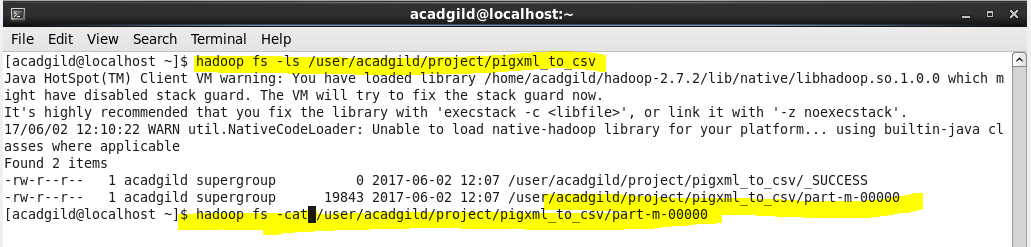 acadgild@localhost:~
File Edit View Search Terminal Help
[acadgild@localhost ~]$ hadoop fs -ls /user/acadgild/project/pigxml_to_csv
Java HotSpot(TM) Client VM warning: You have loaded library /home/acadgild/hadoop-2.7.2/lib/native/libhadoop.so.1.0.0 which m
ight have disabled stack guard. The VM will try to fix the stack guard now.
It's highly recommended that you fix the library with 'execstack -c <libfile>', or link it with '-z noexecstack'.
17/06/02 12:10:22 WARN util.NativeCodeLoader: Unable to load native-hadoop library for your platform... using builtin-java cl
asses where applicable
Found 2 items
-rw-r--r--   1 acadgild supergroup          0 2017-06-02 12:07 /user/acadgild/project/pigxml_to_csv/_SUCCESS
-rw-r--r--   1 acadgild supergroup      19843 2017-06-02 12:07 /user/acadgild/project/pigxml_to_csv/part-m-00000
[acadgild@localhost ~]$ hadoop fs -cat /user/acadgild/project/pigxml_to_csv/part-m-00000